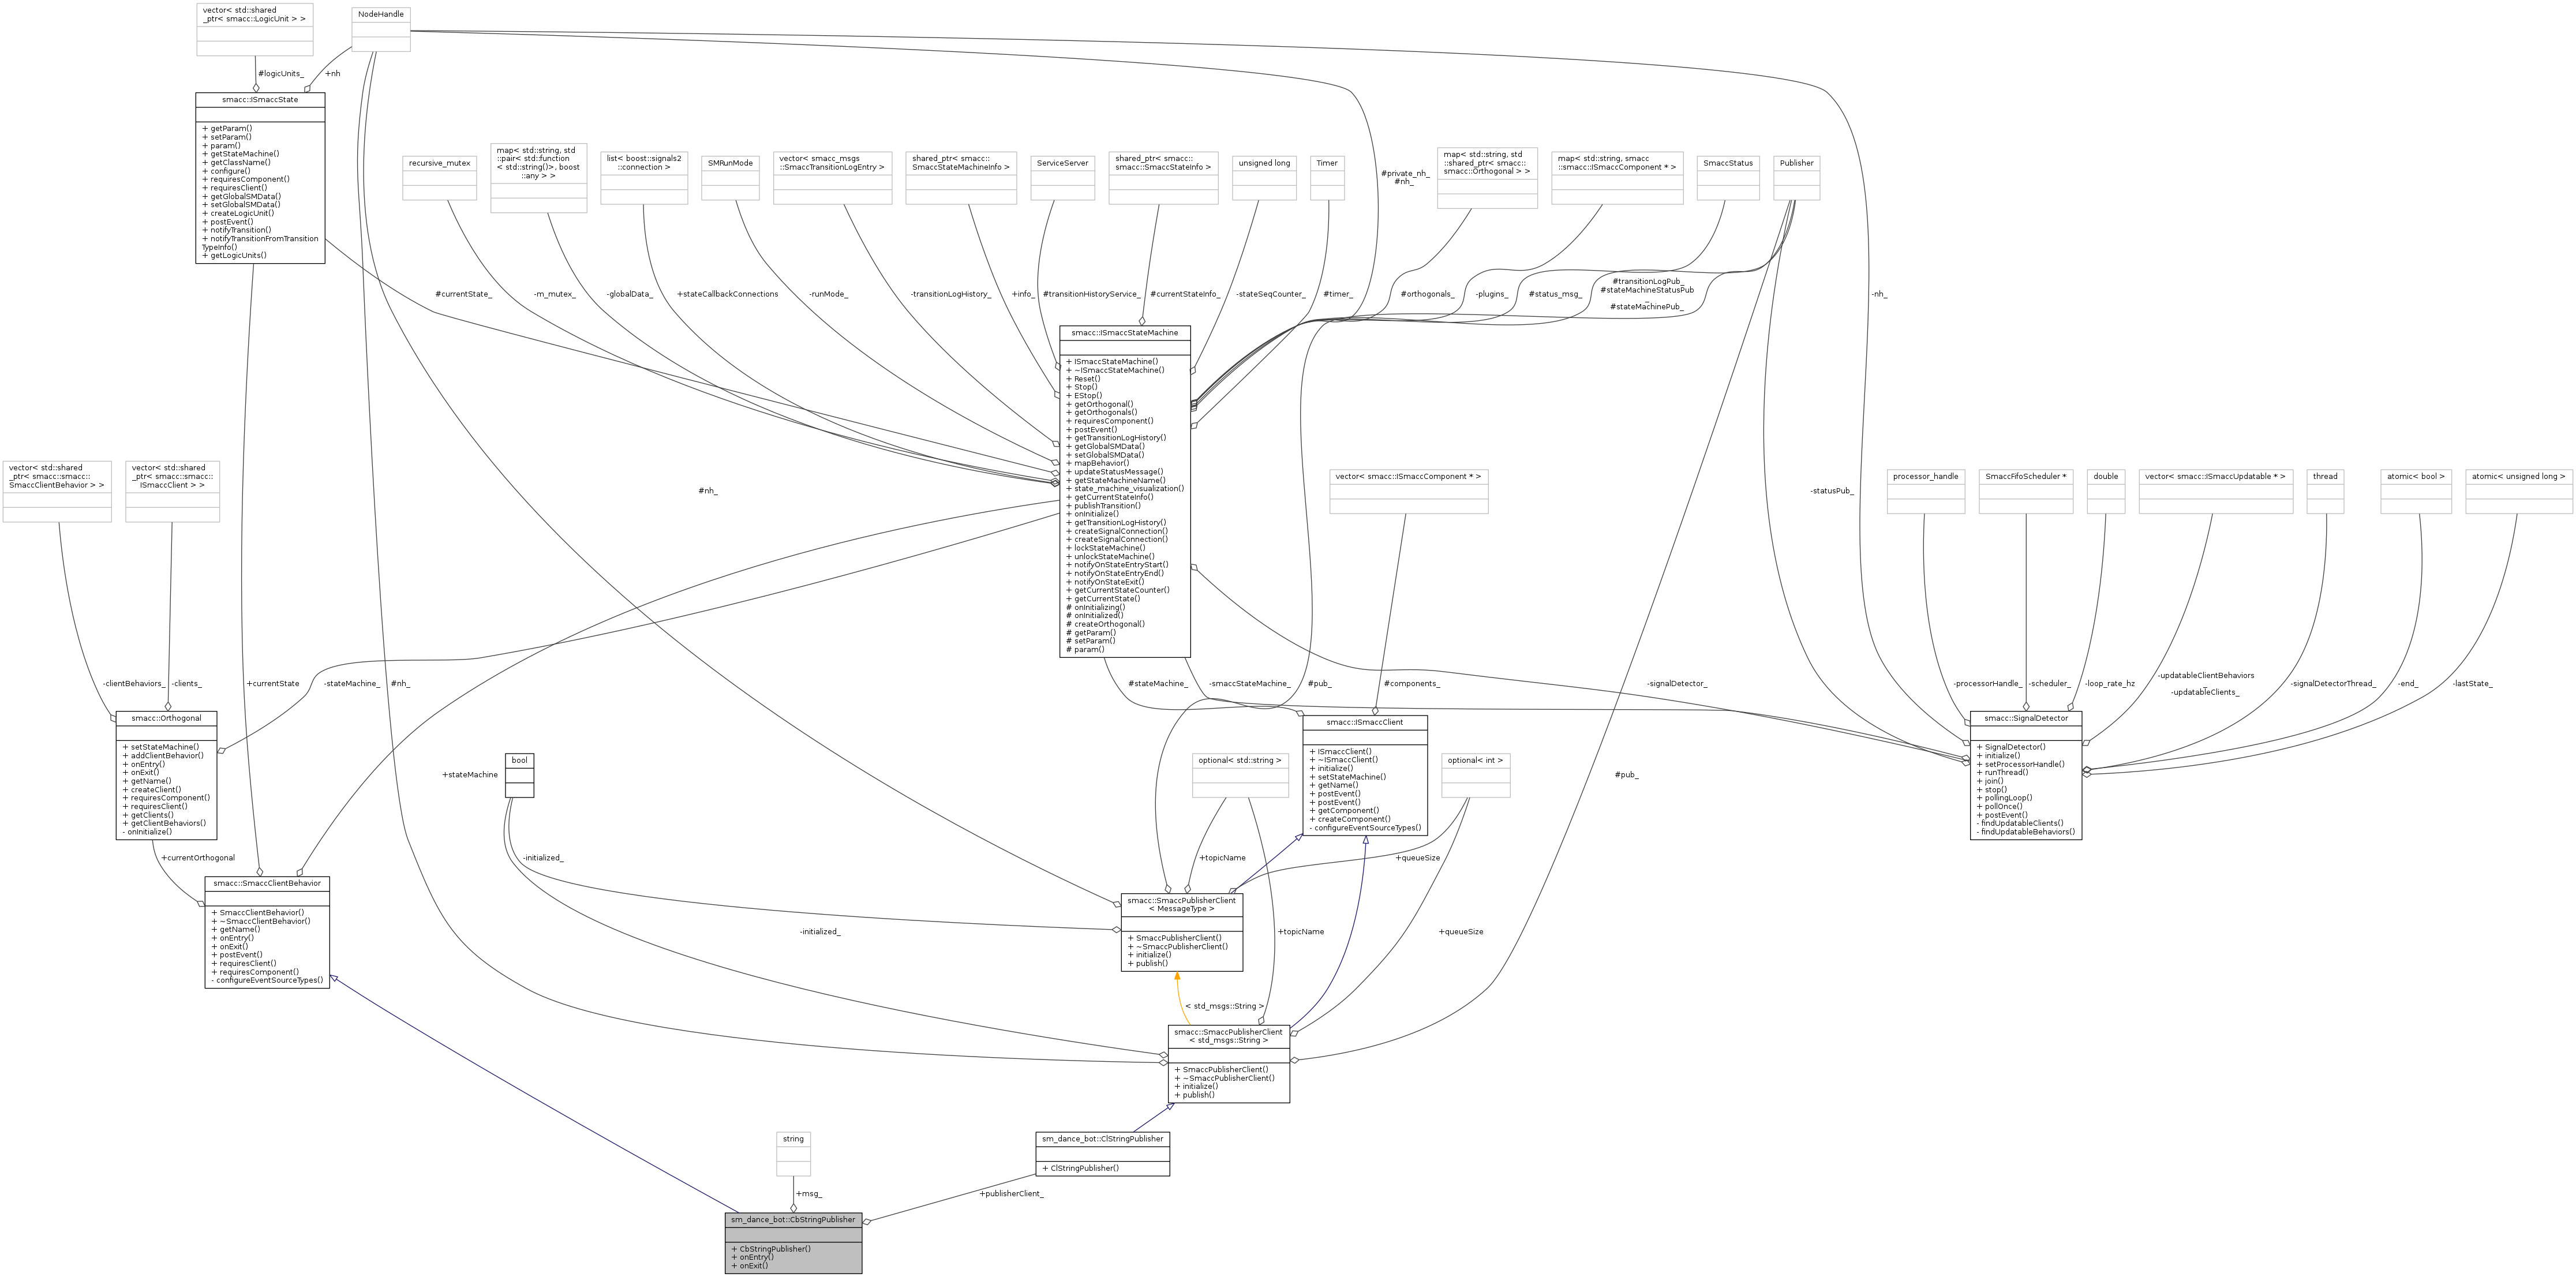 vector< std::shared
_ptr< smacc::LogicUnit > >
NodeHandle
#logicUnits_
+nh
smacc::ISmaccState
+ getParam()
+ setParam()
+ param()
+ getStateMachine()
+ getClassName()
+ configure()
+ requiresComponent()
+ requiresClient()
+ getGlobalSMData()
+ setGlobalSMData()
+ createLogicUnit()
+ postEvent()
+ notifyTransition()
+ notifyTransitionFromTransition
TypeInfo()
+ getLogicUnits()
recursive_mutex
map< std::string, std
::pair< std::function
< std::string()>, boost
::any > >
list< boost::signals2
::connection >
SMRunMode
vector< smacc_msgs
::SmaccTransitionLogEntry >
shared_ptr< smacc::
SmaccStateMachineInfo >
ServiceServer
shared_ptr< smacc::
smacc::SmaccStateInfo >
unsigned long
Timer
#private_nh_
#nh_
map< std::string, std
::shared_ptr< smacc::
smacc::Orthogonal > >
map< std::string, smacc
::smacc::ISmaccComponent * >
SmaccStatus
Publisher
#currentState_
-m_mutex_
-globalData_
+stateCallbackConnections
-runMode_
-transitionLogHistory_
+info_
#transitionHistoryService_
#currentStateInfo_
-stateSeqCounter_
#timer_
#orthogonals_
-plugins_
#status_msg_
#transitionLogPub_
#stateMachineStatusPub
_
#stateMachinePub_
-nh_
smacc::ISmaccStateMachine
+ ISmaccStateMachine()
+ ~ISmaccStateMachine()
+ Reset()
+ Stop()
+ EStop()
+ getOrthogonal()
+ getOrthogonals()
+ requiresComponent()
+ postEvent()
+ getTransitionLogHistory()
+ getGlobalSMData()
+ setGlobalSMData()
+ mapBehavior()
+ updateStatusMessage()
+ getStateMachineName()
+ state_machine_visualization()
+ getCurrentStateInfo()
+ publishTransition()
+ onInitialize()
+ getTransitionLogHistory()
+ createSignalConnection()
+ createSignalConnection()
+ lockStateMachine()
+ unlockStateMachine()
+ notifyOnStateEntryStart()
+ notifyOnStateEntryEnd()
+ notifyOnStateExit()
+ getCurrentStateCounter()
+ getCurrentState()
# onInitializing()
# onInitialized()
# createOrthogonal()
# getParam()
# setParam()
# param()
vector< std::shared
_ptr< smacc::smacc::
SmaccClientBehavior > >
vector< std::shared
_ptr< smacc::smacc::
ISmaccClient > >
#nh_
vector< smacc::ISmaccComponent * >
-statusPub_
processor_handle
SmaccFifoScheduler *
double
vector< smacc::ISmaccUpdatable * >
thread
atomic< bool >
atomic< unsigned long >
-clientBehaviors_
-clients_
+currentState
-stateMachine_
#nh_
#stateMachine_
-smaccStateMachine_
#pub_
#components_
-signalDetector_
-processorHandle_
-scheduler_
-loop_rate_hz
-updatableClientBehaviors
_
-updatableClients_
-signalDetectorThread_
-end_
-lastState_
smacc::Orthogonal
+ setStateMachine()
+ addClientBehavior()
+ onEntry()
+ onExit()
+ getName()
+ createClient()
+ requiresComponent()
+ requiresClient()
+ getClients()
+ getClientBehaviors()
- onInitialize()
+stateMachine
bool
optional< std::string >
smacc::ISmaccClient
+ ISmaccClient()
+ ~ISmaccClient()
+ initialize()
+ setStateMachine()
+ getName()
+ postEvent()
+ postEvent()
+ getComponent()
+ createComponent()
- configureEventSourceTypes()
optional< int >
#pub_
smacc::SignalDetector
+ SignalDetector()
+ initialize()
+ setProcessorHandle()
+ runThread()
+ join()
+ stop()
+ pollingLoop()
+ pollOnce()
+ postEvent()
- findUpdatableClients()
- findUpdatableBehaviors()
+currentOrthogonal
-initialized_
+topicName
+queueSize
smacc::SmaccClientBehavior
+ SmaccClientBehavior()
+ ~SmaccClientBehavior()
+ getName()
+ onEntry()
+ onExit()
+ postEvent()
+ requiresClient()
+ requiresComponent()
- configureEventSourceTypes()
-initialized_
smacc::SmaccPublisherClient
< MessageType >
+ SmaccPublisherClient()
+ ~SmaccPublisherClient()
+ initialize()
+ publish()
+topicName
+queueSize
< std_msgs::String >
smacc::SmaccPublisherClient
< std_msgs::String >
+ SmaccPublisherClient()
+ ~SmaccPublisherClient()
+ initialize()
+ publish()
string
sm_dance_bot::ClStringPublisher
+ ClStringPublisher()
+msg_
+publisherClient_
sm_dance_bot::CbStringPublisher
+ CbStringPublisher()
+ onEntry()
+ onExit()